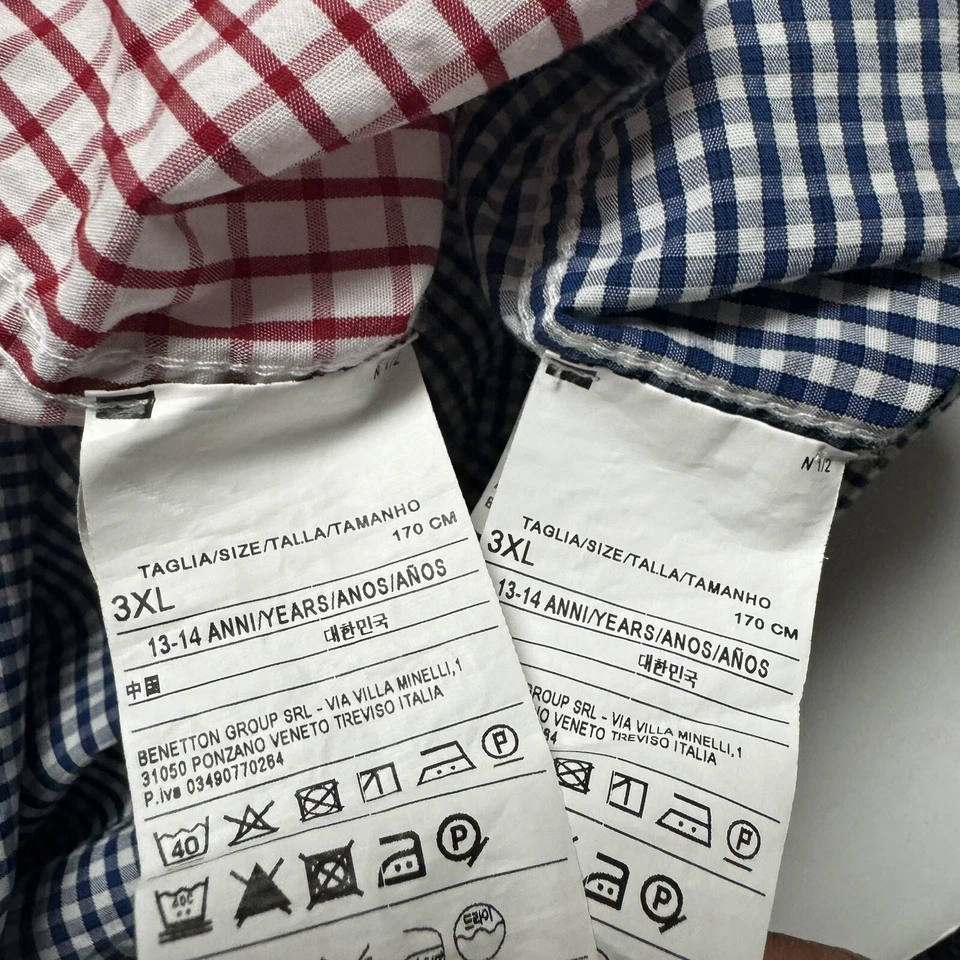 N 1/2
TAGLIA/SIZE/TALLA/TAMANHO
3XL 170 CM
13-14 ANNI/YEARS/ANOS/AÑOS
대한민국
中国
BENETTON GROUP SRL - VIA VILLA MINELLI,1
31050 PONZANO VENETO TREVISO ITALIA
P.iva 03490770264
40
P
40C
P
드라이
N 1/2
TAGLIA/SIZE/TALLA/TAMANHO
3XL 170 CM
13-14 ANNI/YEARS/ANOS/AÑOS
대한민국
GROUP SRL - VIA VILLA MINELLI,1
VENETO TREVISO ITALIA
64
P
P